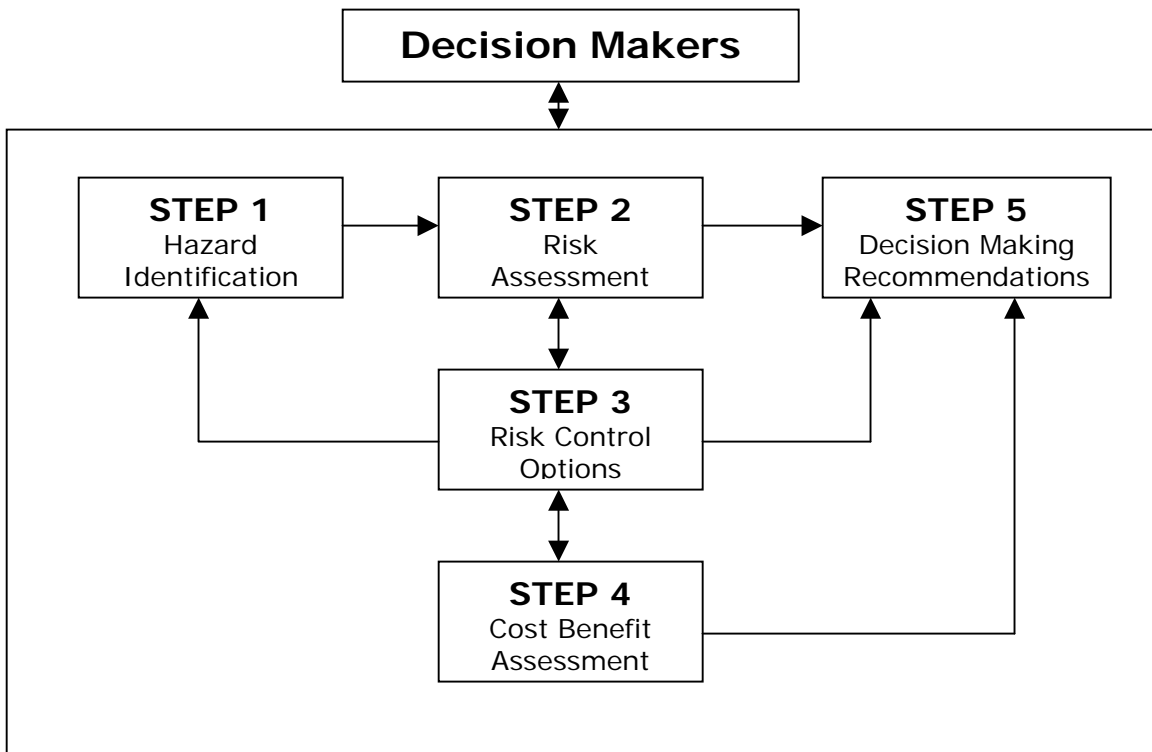 Decision Makers
STEP 1
Hazard
Identification
STEP 2
Risk
Assessment
STEP 5
Decision Making
Recommendations
STEP 3
Risk Control
Options
STEP 4
Cost Benefit
Assessment